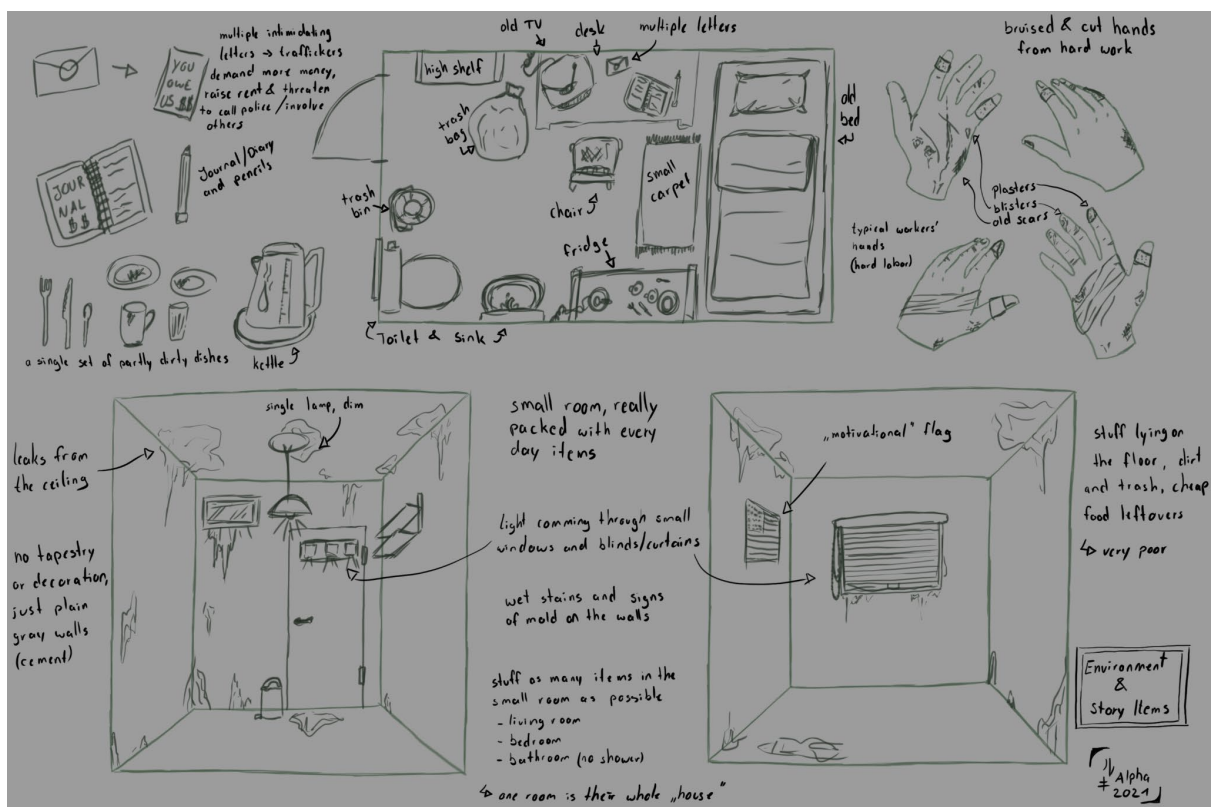 multiple intimidating
letters → traffickers
demand more money,
raise rent & threaten
to call police/involve
others
YOU
OWE
US $$
Journal/Diary
and pencils
JOUR
NAL
$$
a single set of partly dirty dishes
kettle
old TV
desk
multiple letters
high shelf
trash
bag
trash
bin
chair
small
carpet
old
bed
fridge
Toilet & Sink
bruised & cut hands
from hard work
plasters
blisters
old scars
typical workers'
hands
(hard labor)
leaks from
the ceiling
single lamp, dim
no tapestry
or decoration,
just plain
gray walls
(cement)
small room, really
packed with every
day items
light comming through small
windows and blinds/curtains
wet stains and signs
of mold on the walls
stuff as many items in the
small room as possible
- living room
- bedroom
- bathroom (no shower)
↳ one room is their whole „house"
„motivational" flag
stuff lying on
the floor, dirt
and trash, cheap
food leftovers
↳ very poor
Environment
&
Story Items
Alpha
2021